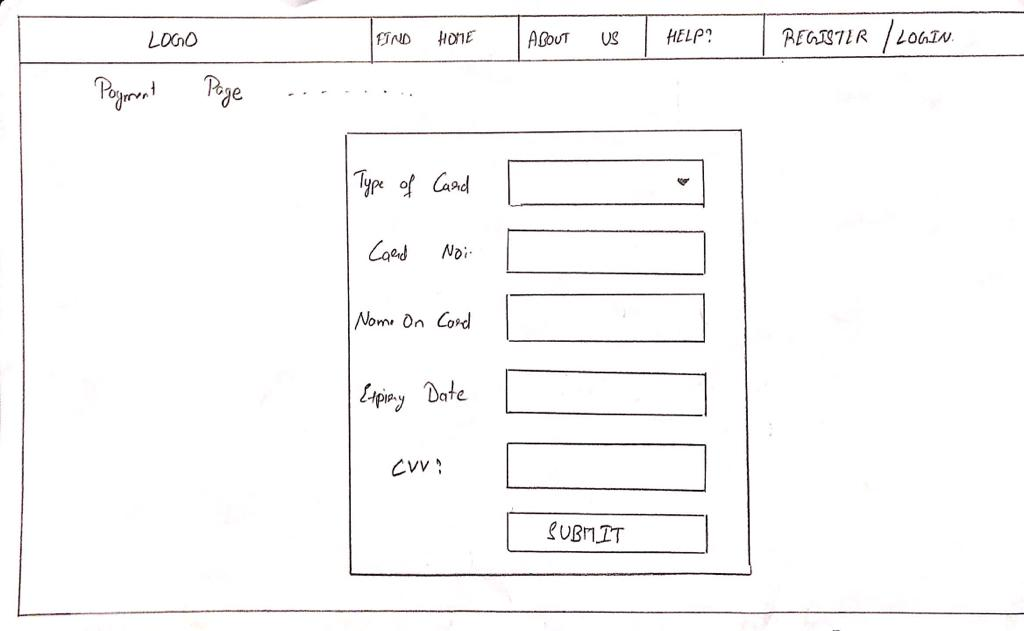 LOGO FIND HOME ABOUT US HELP? REGISTER / LOGIN.
Payment Page ........
Type of Card
Card No:-
Name On Card
Expiry Date
CVV?
SUBMIT